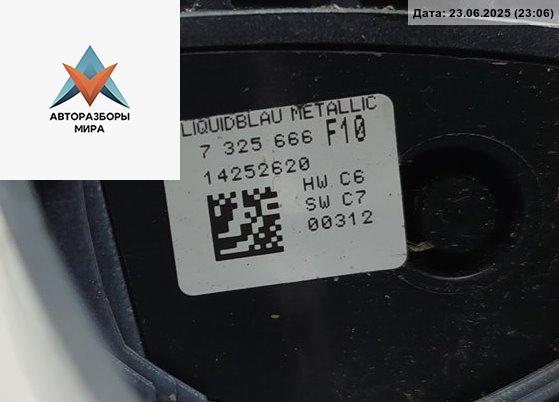 Дата: 23.06.2025 (23:06)
АВТОРАЗБОРЫ
МИРА
LIQUIDBLAU METALLIC
7 325 666 F10
14252620
HW C6
SW C7
00312